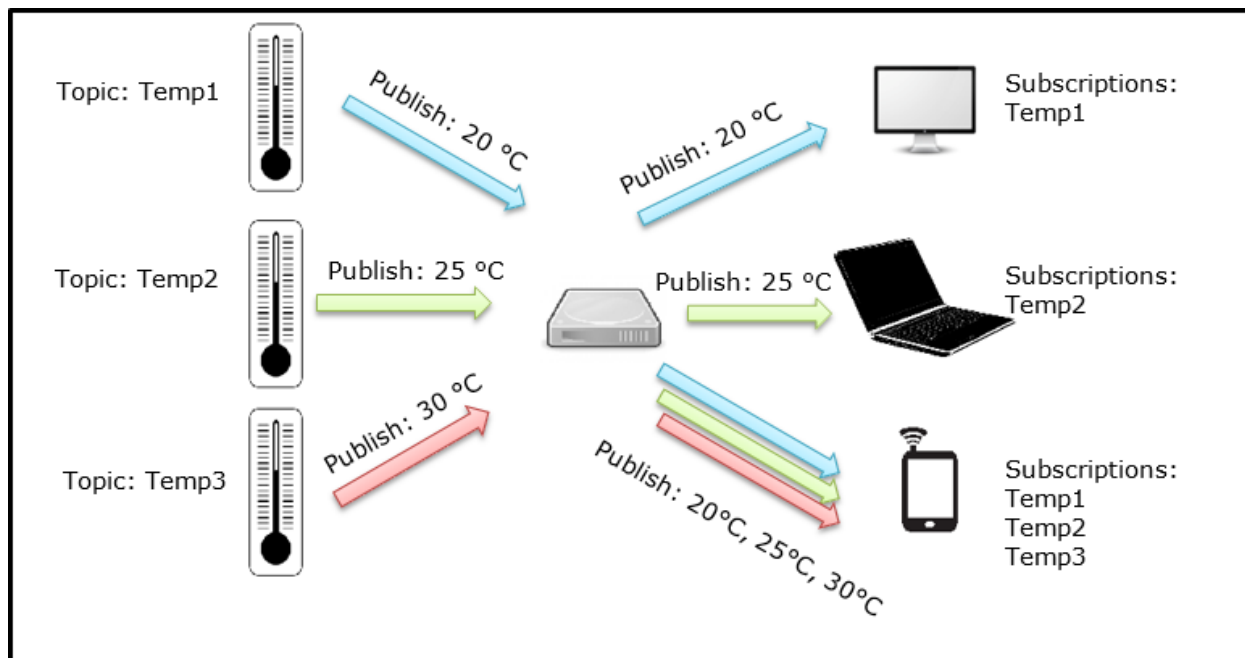 Topic: Temp1
Publish: 20 °C
Publish: 20 °C
Subscriptions:
Temp1
Topic: Temp2
Publish: 25 °C
Publish: 25 °C
Subscriptions:
Temp2
Topic: Temp3
Publish: 30 °C
Publish: 20°C, 25°C, 30°C
Subscriptions:
Temp1
Temp2
Temp3